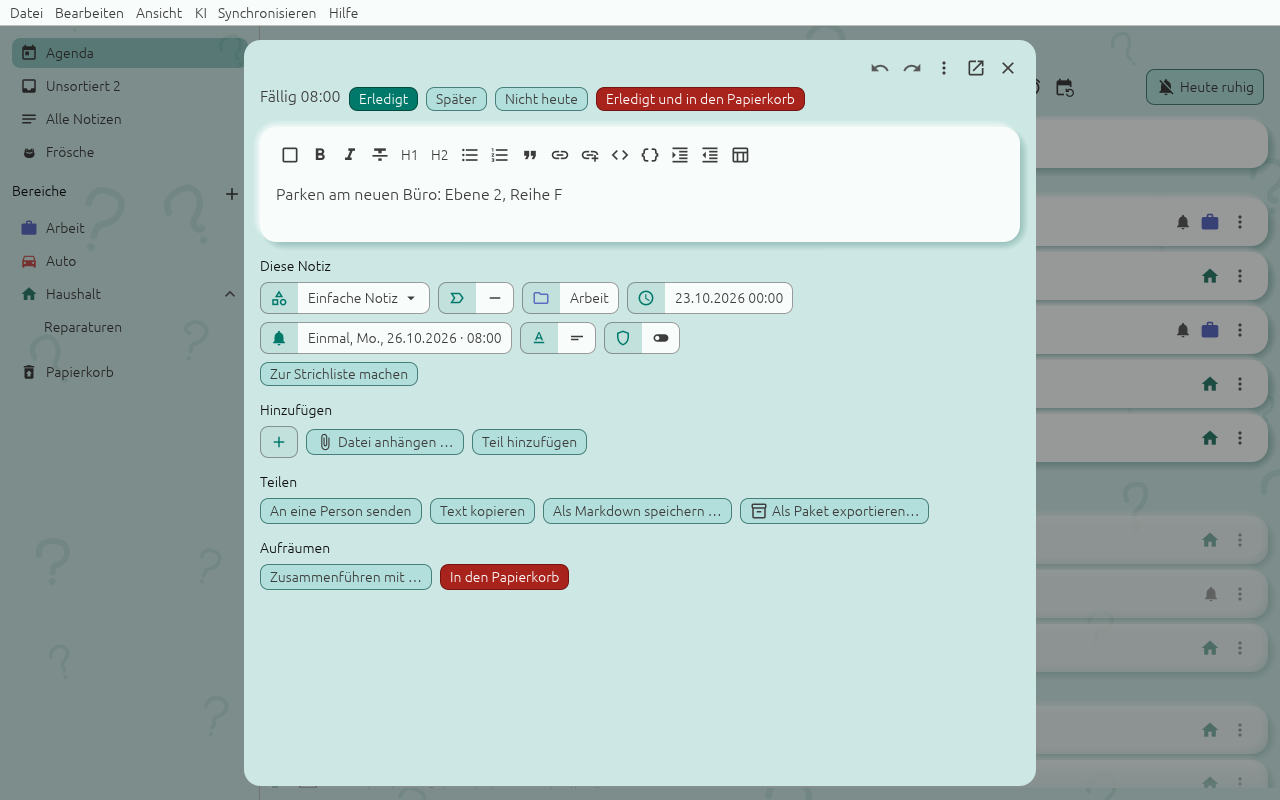 Datei Bearbeiten Ansicht KI Synchronisieren Hilfe
Agenda
Unsortiert 2
Alle Notizen
Frösche
Bereiche
Arbeit
Auto
Haushalt
Reparaturen
Papierkorb
Heute ruhig
Fällig 08:00 Erledigt Später Nicht heute Erledigt und in den Papierkorb
H1 H2
Parken am neuen Büro: Ebene 2, Reihe F
Diese Notiz
Einfache Notiz Arbeit 23.10.2026 00:00
Einmal, Mo., 26.10.2026 · 08:00
Zur Strichliste machen
Hinzufügen
Datei anhängen … Teil hinzufügen
Teilen
An eine Person senden Text kopieren Als Markdown speichern … Als Paket exportieren…
Aufräumen
Zusammenführen mit … In den Papierkorb